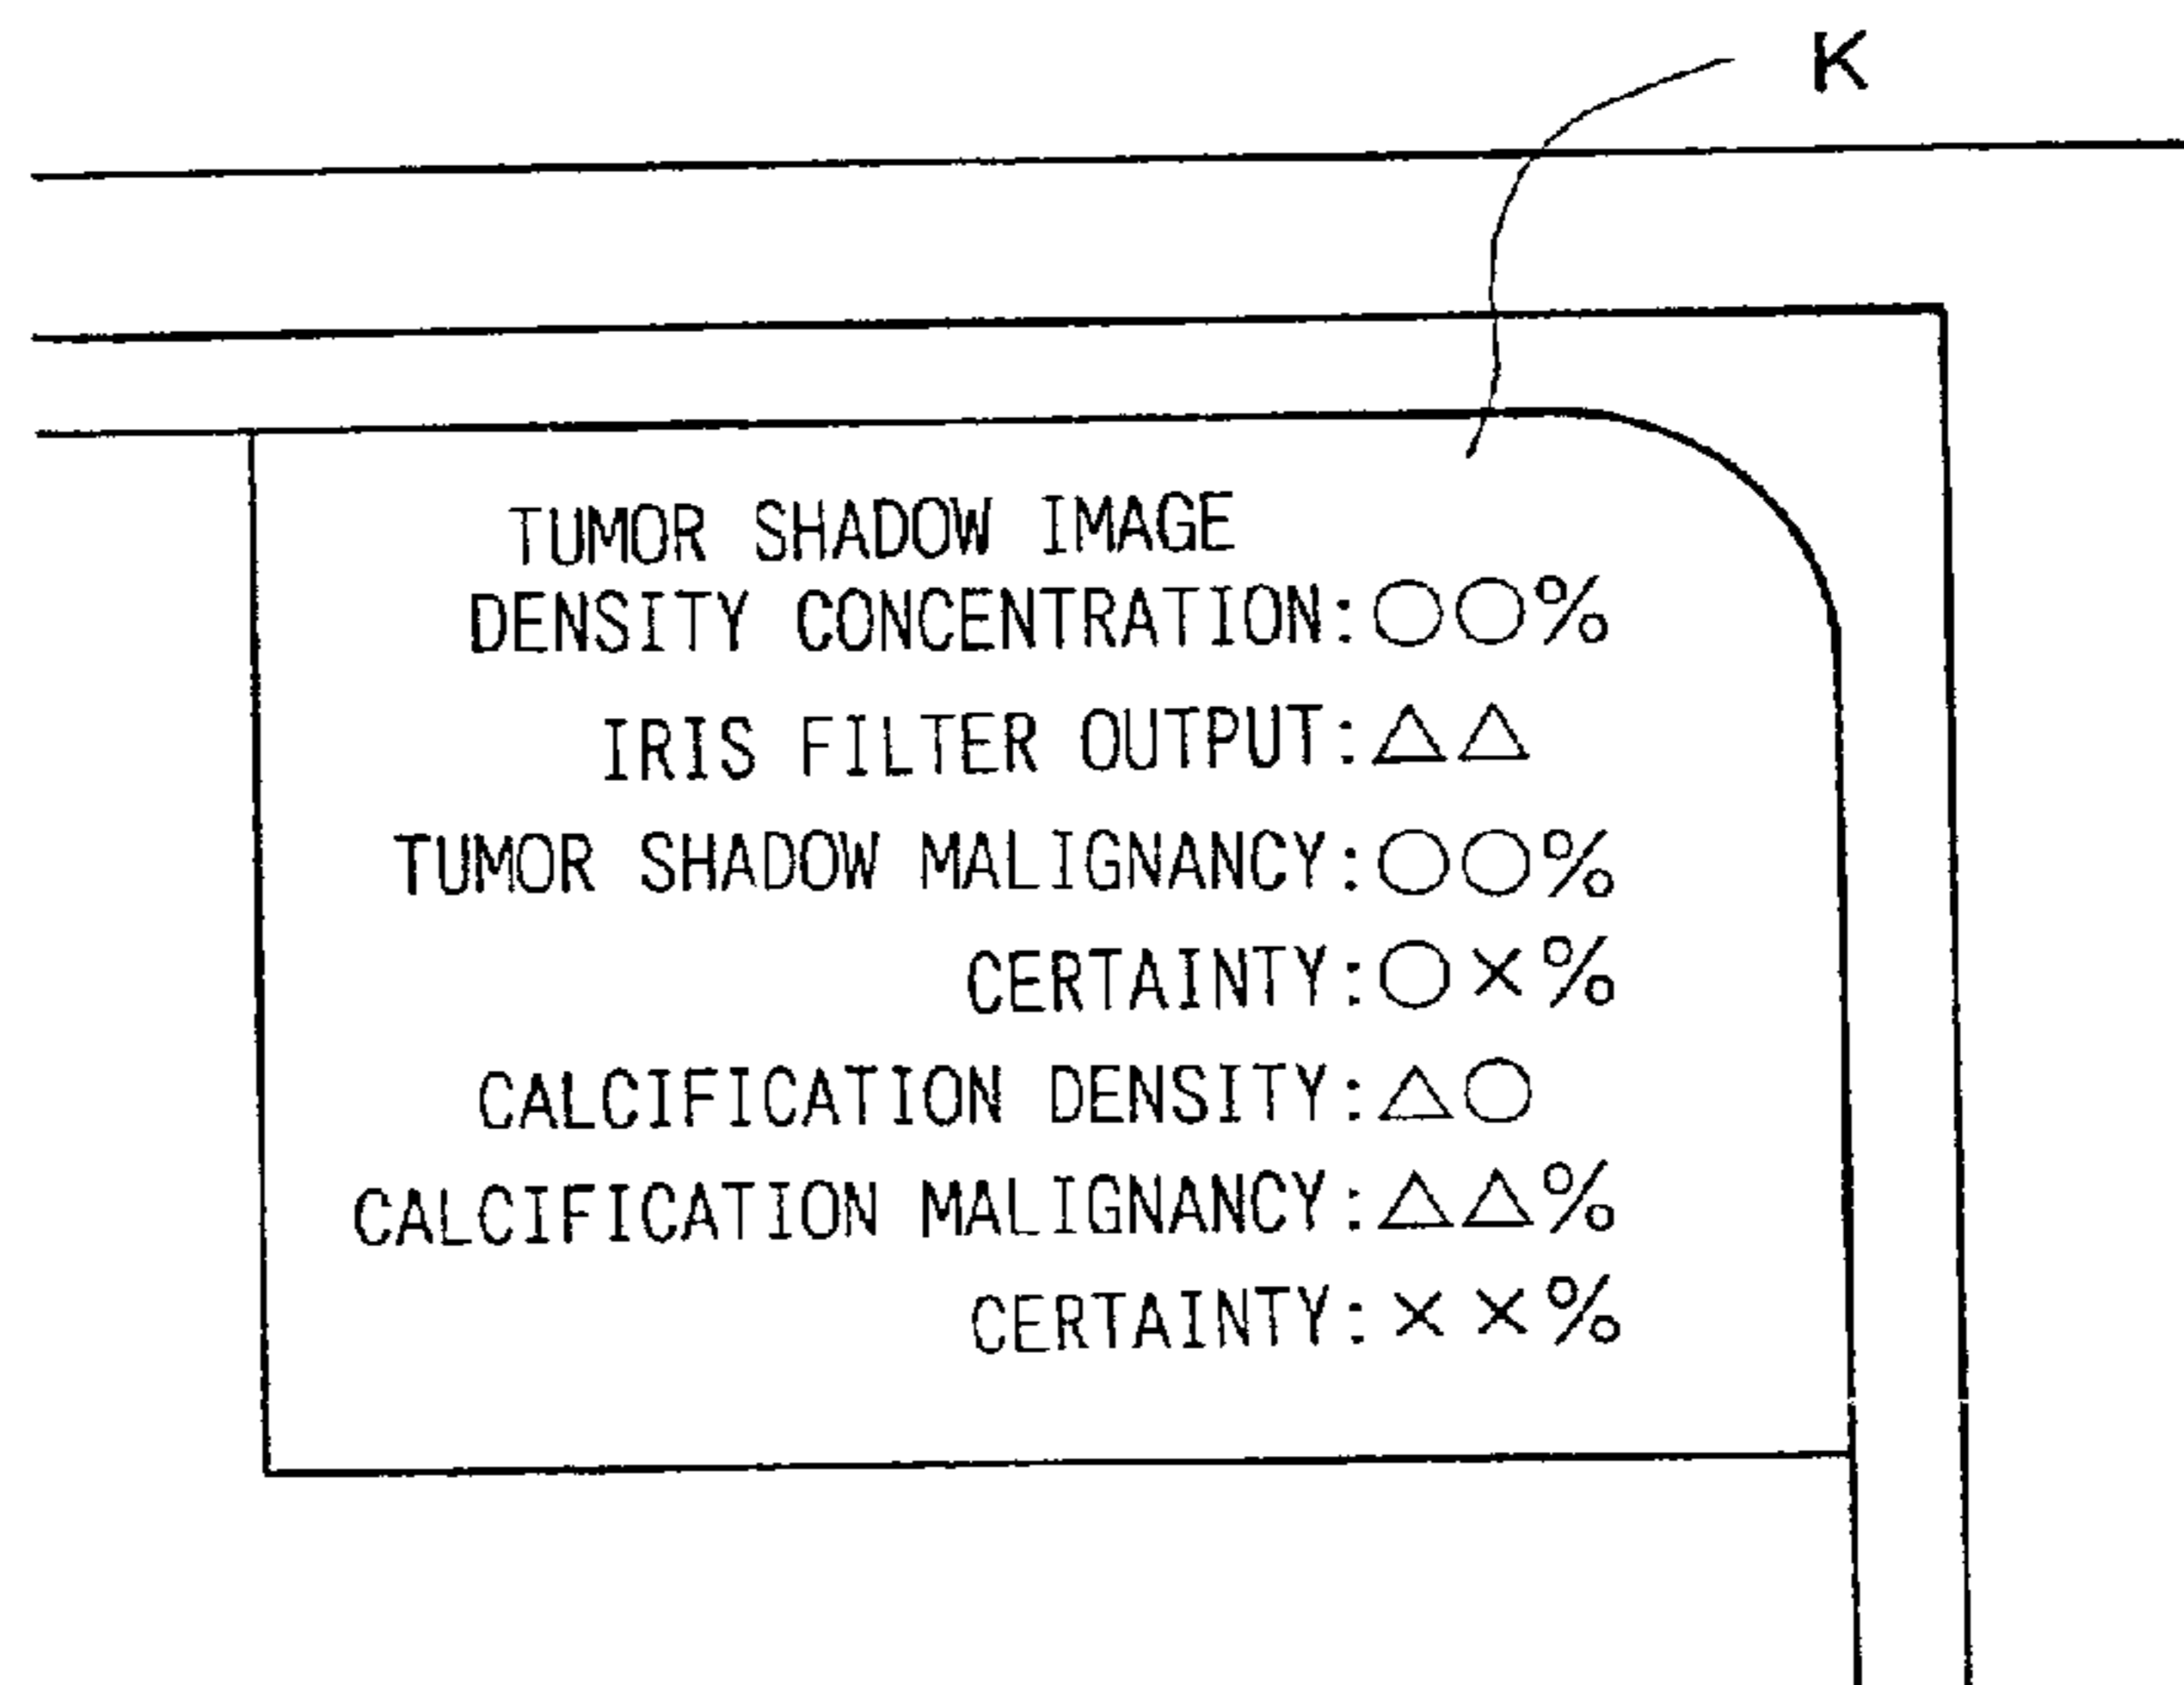 K
TUMOR SHADOW IMAGE
DENSITY CONCENTRATION:○○%
IRIS FILTER OUTPUT:△△
TUMOR SHADOW MALIGNANCY:○○%
CERTAINTY:○×%
CALCIFICATION DENSITY:△○
CALCIFICATION MALIGNANCY:△△%
CERTAINTY:××%